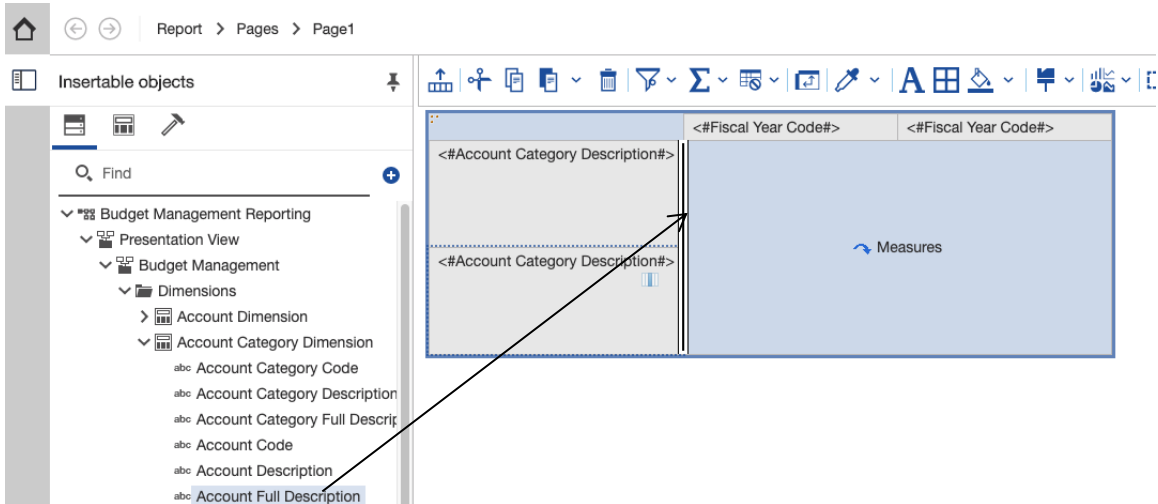 Report > Pages > Page1
Insertable objects
Find
Budget Management Reporting
Presentation View
Budget Management
Dimensions
Account Dimension
Account Category Dimension
abc Account Category Code
abc Account Category Description
abc Account Category Full Descrip
abc Account Code
abc Account Description
abc Account Full Description
A
<#Fiscal Year Code#> <#Fiscal Year Code#>
<#Account Category Description#>
<#Account Category Description#>
Measures